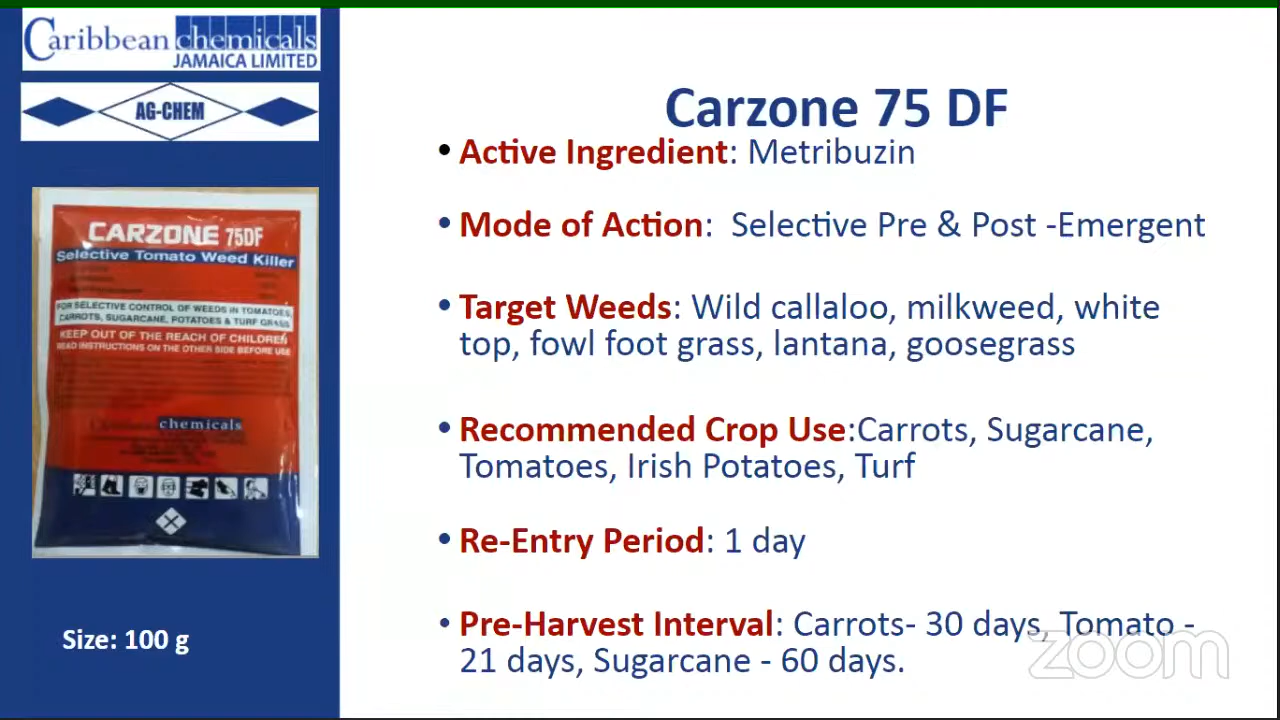 Caribbean chemicals
JAMAICA LIMITED
AG-CHEM
CARZONE 75DF
Selective Tomato Weed Killer
FOR SELECTIVE CONTROL OF WEEDS IN TOMATOES,
CARROTS, SUGARCANE, POTATOES & TURF GRASS
KEEP OUT OF THE REACH OF CHILDREN
READ INSTRUCTIONS ON THE OTHER SIDE BEFORE USE
chemicals
Size: 100 g
Carzone 75 DF
• Active Ingredient: Metribuzin
• Mode of Action: Selective Pre & Post -Emergent
• Target Weeds: Wild callaloo, milkweed, white
top, fowl foot grass, lantana, goosegrass
• Recommended Crop Use:Carrots, Sugarcane,
Tomatoes, Irish Potatoes, Turf
• Re-Entry Period: 1 day
• Pre-Harvest Interval: Carrots- 30 days, Tomato -
21 days, Sugarcane - 60 days.
zoom